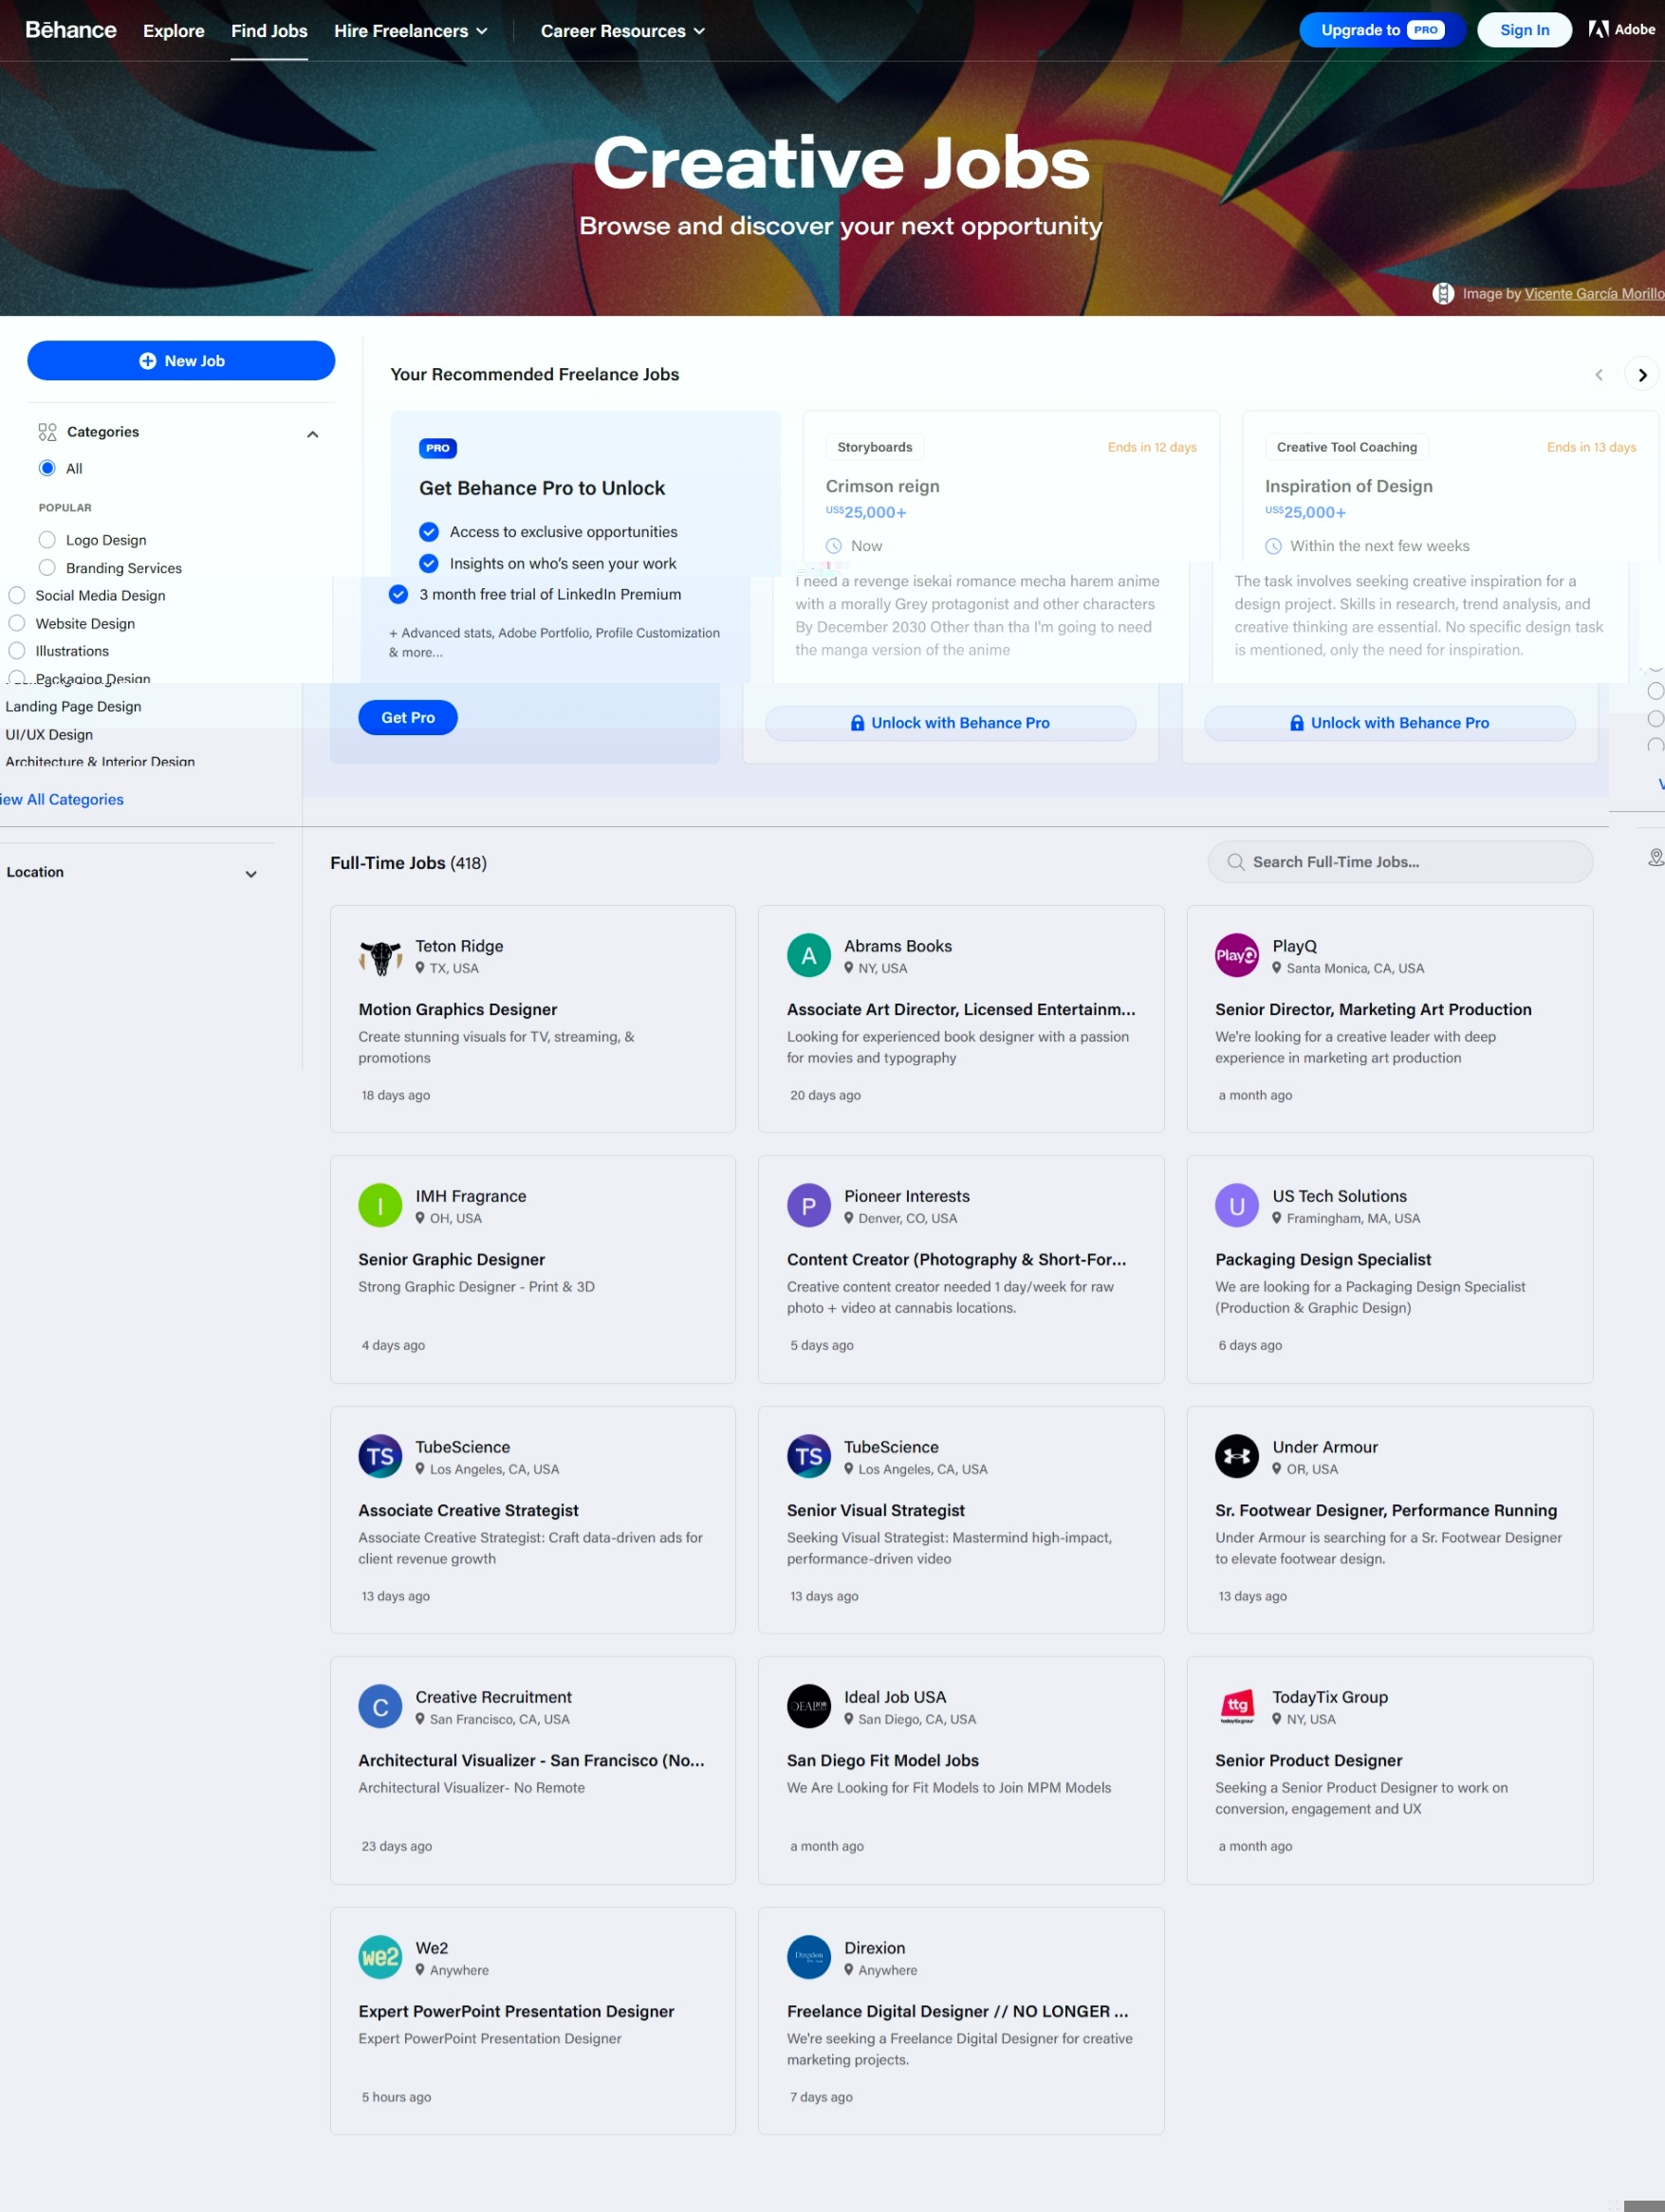 Bēhance
Explore
Find Jobs
Hire Freelancers
Career Resources
Upgrade to PRO
Sign In
Adobe
Creative Jobs
Browse and discover your next opportunity
Image by Vicente García Morillo
New Job
Categories
All
POPULAR
Logo Design
Branding Services
Social Media Design
Website Design
Illustrations
Packaging Design
Landing Page Design
UI/UX Design
Architecture & Interior Design
iew All Categories
Location
Your Recommended Freelance Jobs
PRO
Get Behance Pro to Unlock
Access to exclusive opportunities
Insights on who's seen your work
3 month free trial of LinkedIn Premium
+ Advanced stats, Adobe Portfolio, Profile Customization
& more...
Get Pro
Storyboards
Ends in 12 days
Crimson reign
US$25,000+
Now
I need a revenge isekai romance mecha harem anime
with a morally Grey protagonist and other characters
By December 2030 Other than tha I'm going to need
the manga version of the anime
Unlock with Behance Pro
Creative Tool Coaching
Ends in 13 days
Inspiration of Design
US$25,000+
Within the next few weeks
The task involves seeking creative inspiration for a
design project. Skills in research, trend analysis, and
creative thinking are essential. No specific design task
is mentioned, only the need for inspiration.
Unlock with Behance Pro
Full-Time Jobs (418)
Search Full-Time Jobs...
Teton Ridge
TX, USA
Motion Graphics Designer
Create stunning visuals for TV, streaming, &
promotions
18 days ago
A
Abrams Books
NY, USA
Associate Art Director, Licensed Entertainm...
Looking for experienced book designer with a passion
for movies and typography
20 days ago
PlayQ
PlayQ
Santa Monica, CA, USA
Senior Director, Marketing Art Production
We're looking for a creative leader with deep
experience in marketing art production
a month ago
I
IMH Fragrance
OH, USA
Senior Graphic Designer
Strong Graphic Designer - Print & 3D
4 days ago
P
Pioneer Interests
Denver, CO, USA
Content Creator (Photography & Short-For...
Creative content creator needed 1 day/week for raw
photo + video at cannabis locations.
5 days ago
U
US Tech Solutions
Framingham, MA, USA
Packaging Design Specialist
We are looking for a Packaging Design Specialist
(Production & Graphic Design)
6 days ago
TS
TubeScience
Los Angeles, CA, USA
Associate Creative Strategist
Associate Creative Strategist: Craft data-driven ads for
client revenue growth
13 days ago
TS
TubeScience
Los Angeles, CA, USA
Senior Visual Strategist
Seeking Visual Strategist: Mastermind high-impact,
performance-driven video
13 days ago
Under Armour
OR, USA
Sr. Footwear Designer, Performance Running
Under Armour is searching for a Sr. Footwear Designer
to elevate footwear design.
13 days ago
C
Creative Recruitment
San Francisco, CA, USA
Architectural Visualizer - San Francisco (No...
Architectural Visualizer- No Remote
23 days ago
Ideal Job USA
San Diego, CA, USA
San Diego Fit Model Jobs
We Are Looking for Fit Models to Join MPM Models
a month ago
ttg
TodayTix Group
NY, USA
Senior Product Designer
Seeking a Senior Product Designer to work on
conversion, engagement and UX
a month ago
we2
We2
Anywhere
Expert PowerPoint Presentation Designer
Expert PowerPoint Presentation Designer
5 hours ago
Direxion
Direxion
Anywhere
Freelance Digital Designer // NO LONGER ...
We're seeking a Freelance Digital Designer for creative
marketing projects.
7 days ago